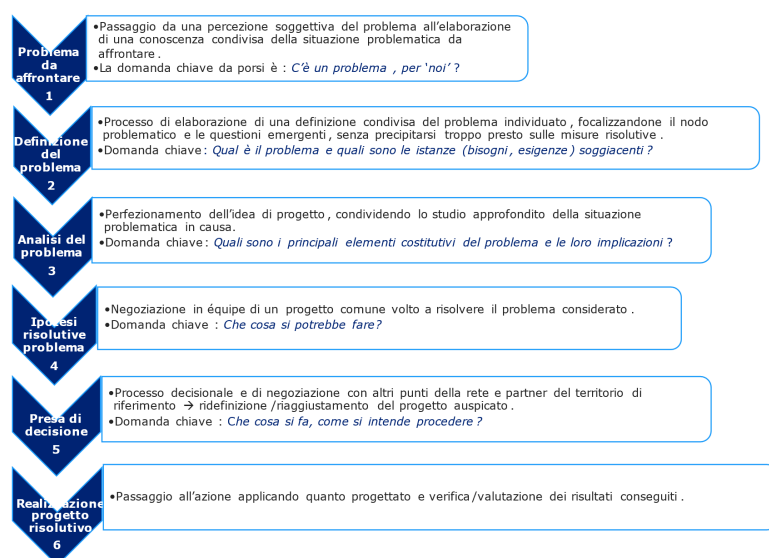 Problema
da
affrontare
1
•Passaggio da una percezione soggettiva del problema all'elaborazione
di una conoscenza condivisa della situazione problematica da
affrontare.
•La domanda chiave da porsi è : C'è un problema , per 'noi' ?
Definizione
del
problema
2
•Processo di elaborazione di una definizione condivisa del problema individuato, focalizzandone il nodo
problematico e le questioni emergenti, senza precipitarsi troppo presto sulle misure risolutive.
•Domanda chiave: Qual è il problema e quali sono le istanze (bisogni, esigenze) soggiacenti?
Analisi del
problema
3
•Perfezionamento dell'idea di progetto, condividendo lo studio approfondito della situazione
problematica in causa.
•Domanda chiave: Quali sono i principali elementi costitutivi del problema e le loro implicazioni?
Ipotesi
risolutive
problema
4
•Negoziazione in équipe di un progetto comune volto a risolvere il problema considerato.
•Domanda chiave : Che cosa si potrebbe fare?
Presa di
decisione
5
•Processo decisionale e di negoziazione con altri punti della rete e partner del territorio di
riferimento → ridefinizione/riaggiustamento del progetto auspicato.
•Domanda chiave : Che cosa si fa, come si intende procedere?
Realizzazione
progetto
risolutivo
6
•Passaggio all'azione applicando quanto progettato e verifica/valutazione dei risultati conseguiti.